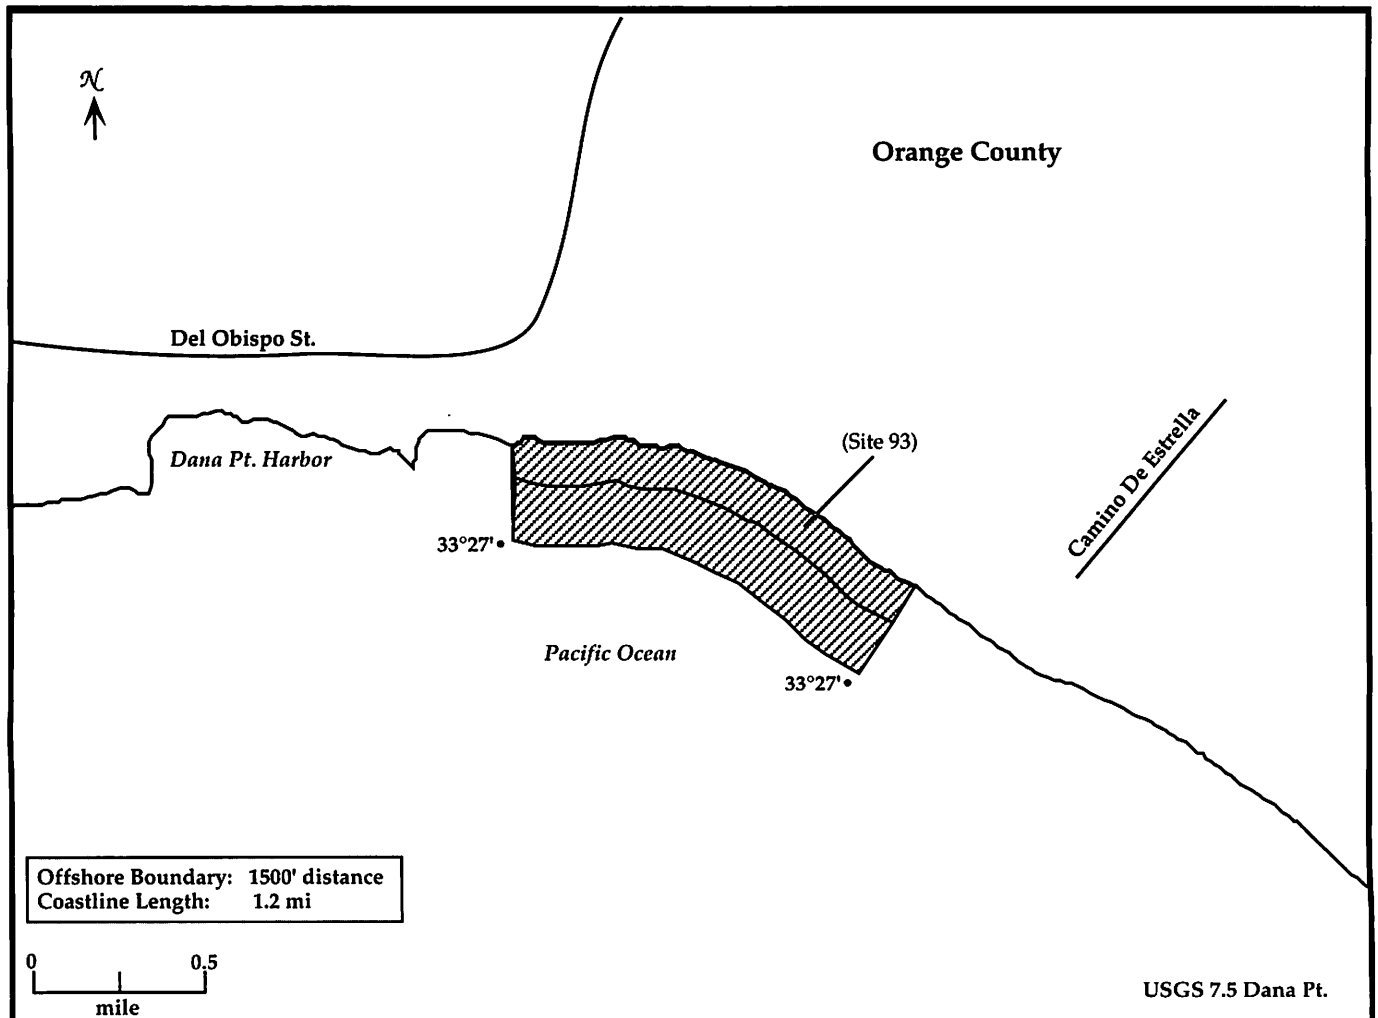 N
Orange County
Del Obispo St.
Dana Pt. Harbor
(Site 93)
Camino De Estrella
33°27'
Pacific Ocean
33°27'
Offshore Boundary: 1500' distance
Coastline Length: 1.2 mi
0 0.5
mile
USGS 7.5 Dana Pt.